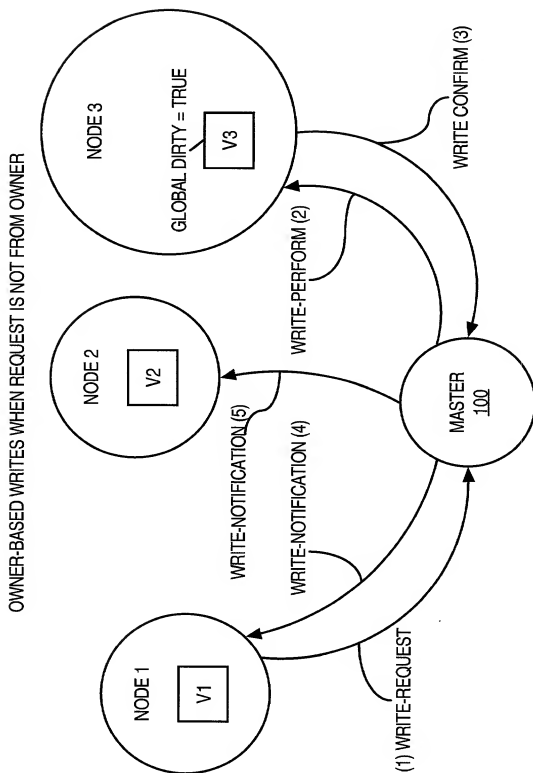 OWNER-BASED WRITES WHEN REQUEST IS NOT FROM OWNER
NODE 1
V1
NODE 2
V2
NODE 3
GLOBAL DIRTY = TRUE
V3
WRITE-NOTIFICATION (5)
WRITE-NOTIFICATION (4)
WRITE-PERFORM (2)
(1) WRITE-REQUEST
MASTER
100
WRITE CONFIRM (3)